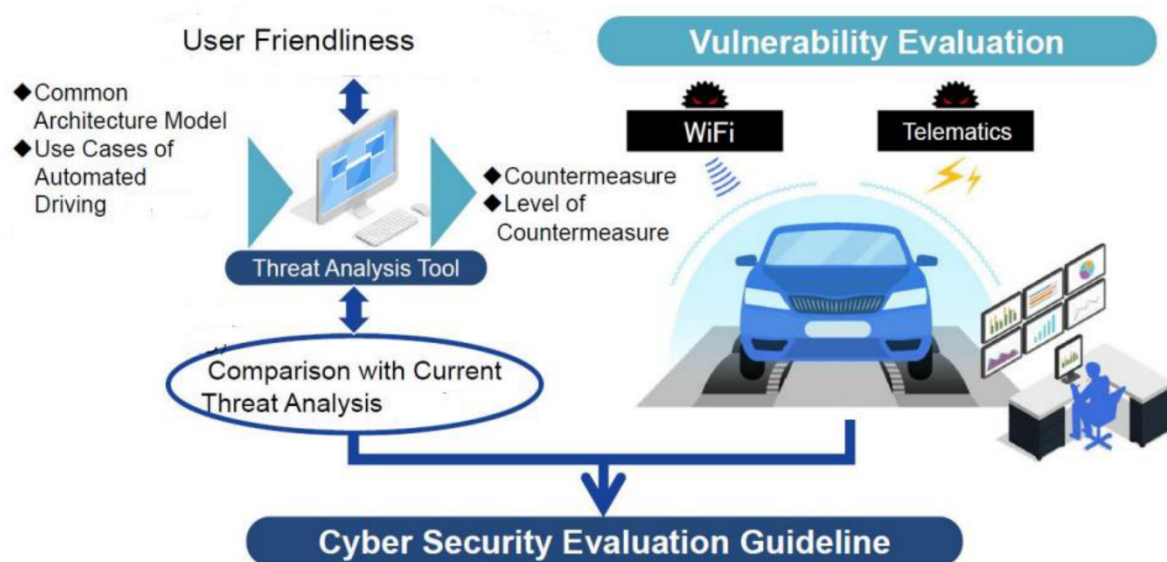 User Friendliness
◆Common
Architecture Model
◆Use Cases of
Automated
Driving
Threat Analysis Tool
◆Countermeasure
◆Level of
Countermeasure
Comparison with Current
Threat Analysis
Vulnerability Evaluation
WiFi
Telematics
Cyber Security Evaluation Guideline